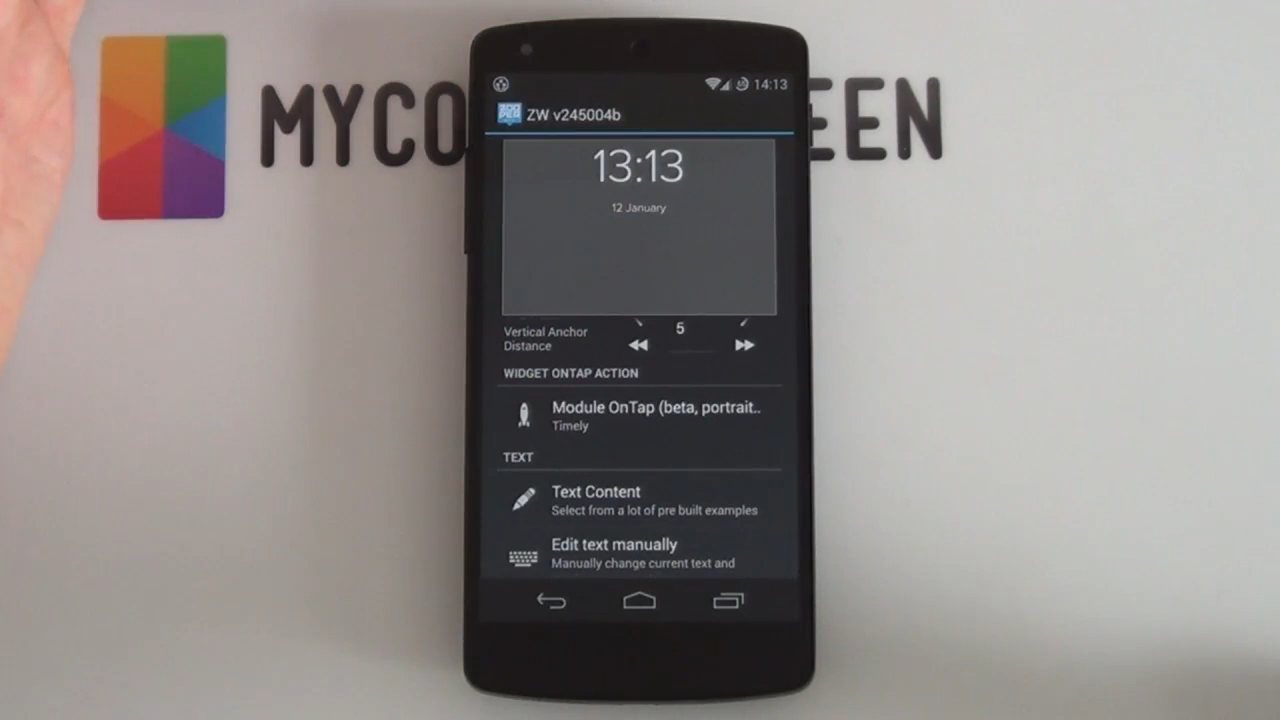 MYCO EEN
14:13
ZW v245004b
13:13
12 January
Vertical Anchor
Distance
5
WIDGET ONTAP ACTION
Module OnTap (beta, portrait..
Timely
TEXT
Text Content
Select from a lot of pre built examples
Edit text manually
Manually change current text and